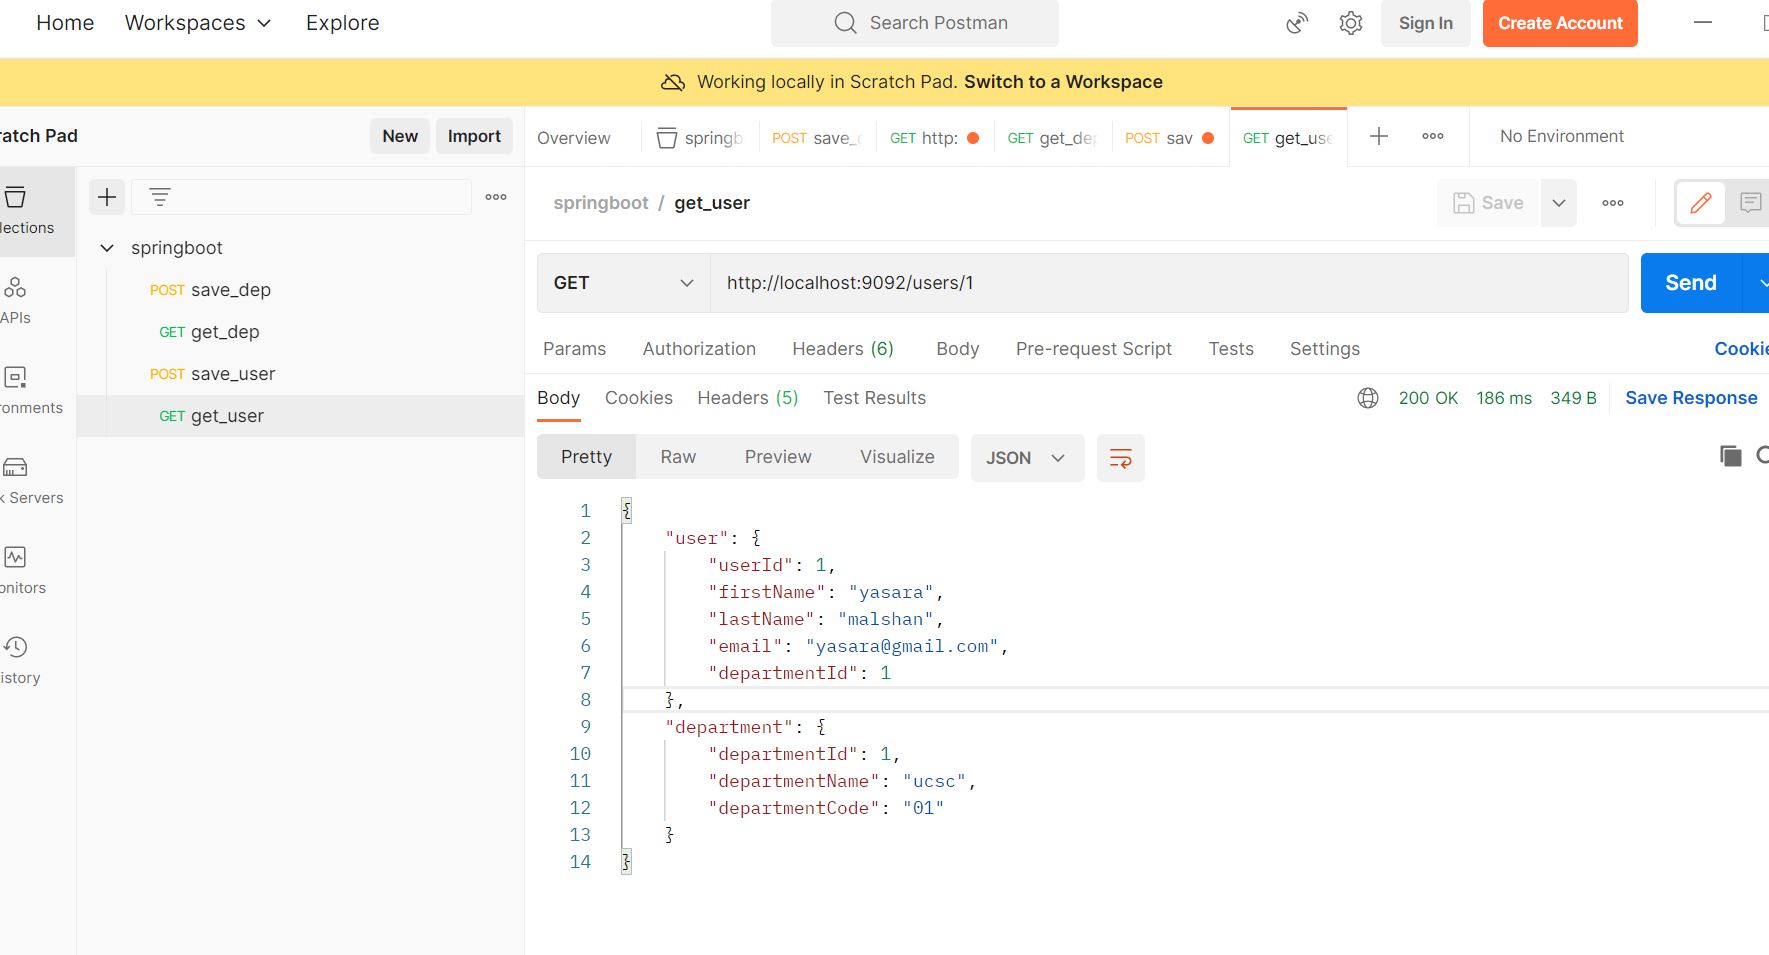 Home Workspaces Explore Search Postman Sign In Create Account
Working locally in Scratch Pad. Switch to a Workspace
ratch Pad New Import Overview springb POST save_ GET http: GET get_de POST sav GET get_use No Environment
springboot / get_user Save
lections
springboot
POST save_dep
GET get_dep
POST save_user
GET get_user
APIs
onments
k Servers
onitors
istory
GET http://localhost:9092/users/1 Send
Params Authorization Headers (6) Body Pre-request Script Tests Settings Cookie
Body Cookies Headers (5) Test Results 200 OK 186 ms 349 B Save Response
Pretty Raw Preview Visualize JSON
1 {
2 "user": {
3 "userId": 1,
4 "firstName": "yasara",
5 "lastName": "malshan",
6 "email": "yasara@gmail.com",
7 "departmentId": 1
8 },
9 "department": {
10 "departmentId": 1,
11 "departmentName": "ucsc",
12 "departmentCode": "01"
13 }
14 }